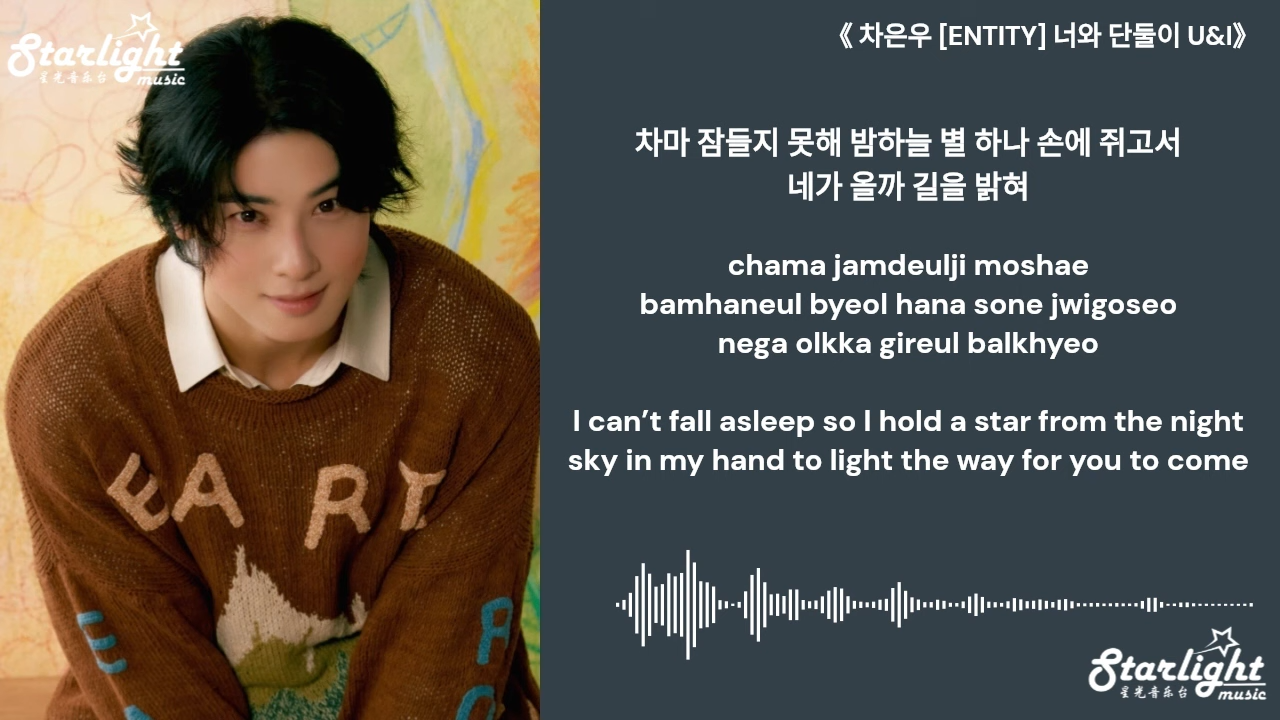 Starlight
星光音乐台 music
《 차은우 [ENTITY] 너와 단둘이 U&I》
차마 잠들지 못해 밤하늘 별 하나 손에 쥐고서
네가 올까 길을 밝혀
chama jamdeulji moshae
bamhaneul byeol hana sone jwigoseo
nega olkka gireul balkhyeo
I can’t fall asleep so I hold a star from the night
sky in my hand to light the way for you to come
EART
Starlight
星光音乐台 music